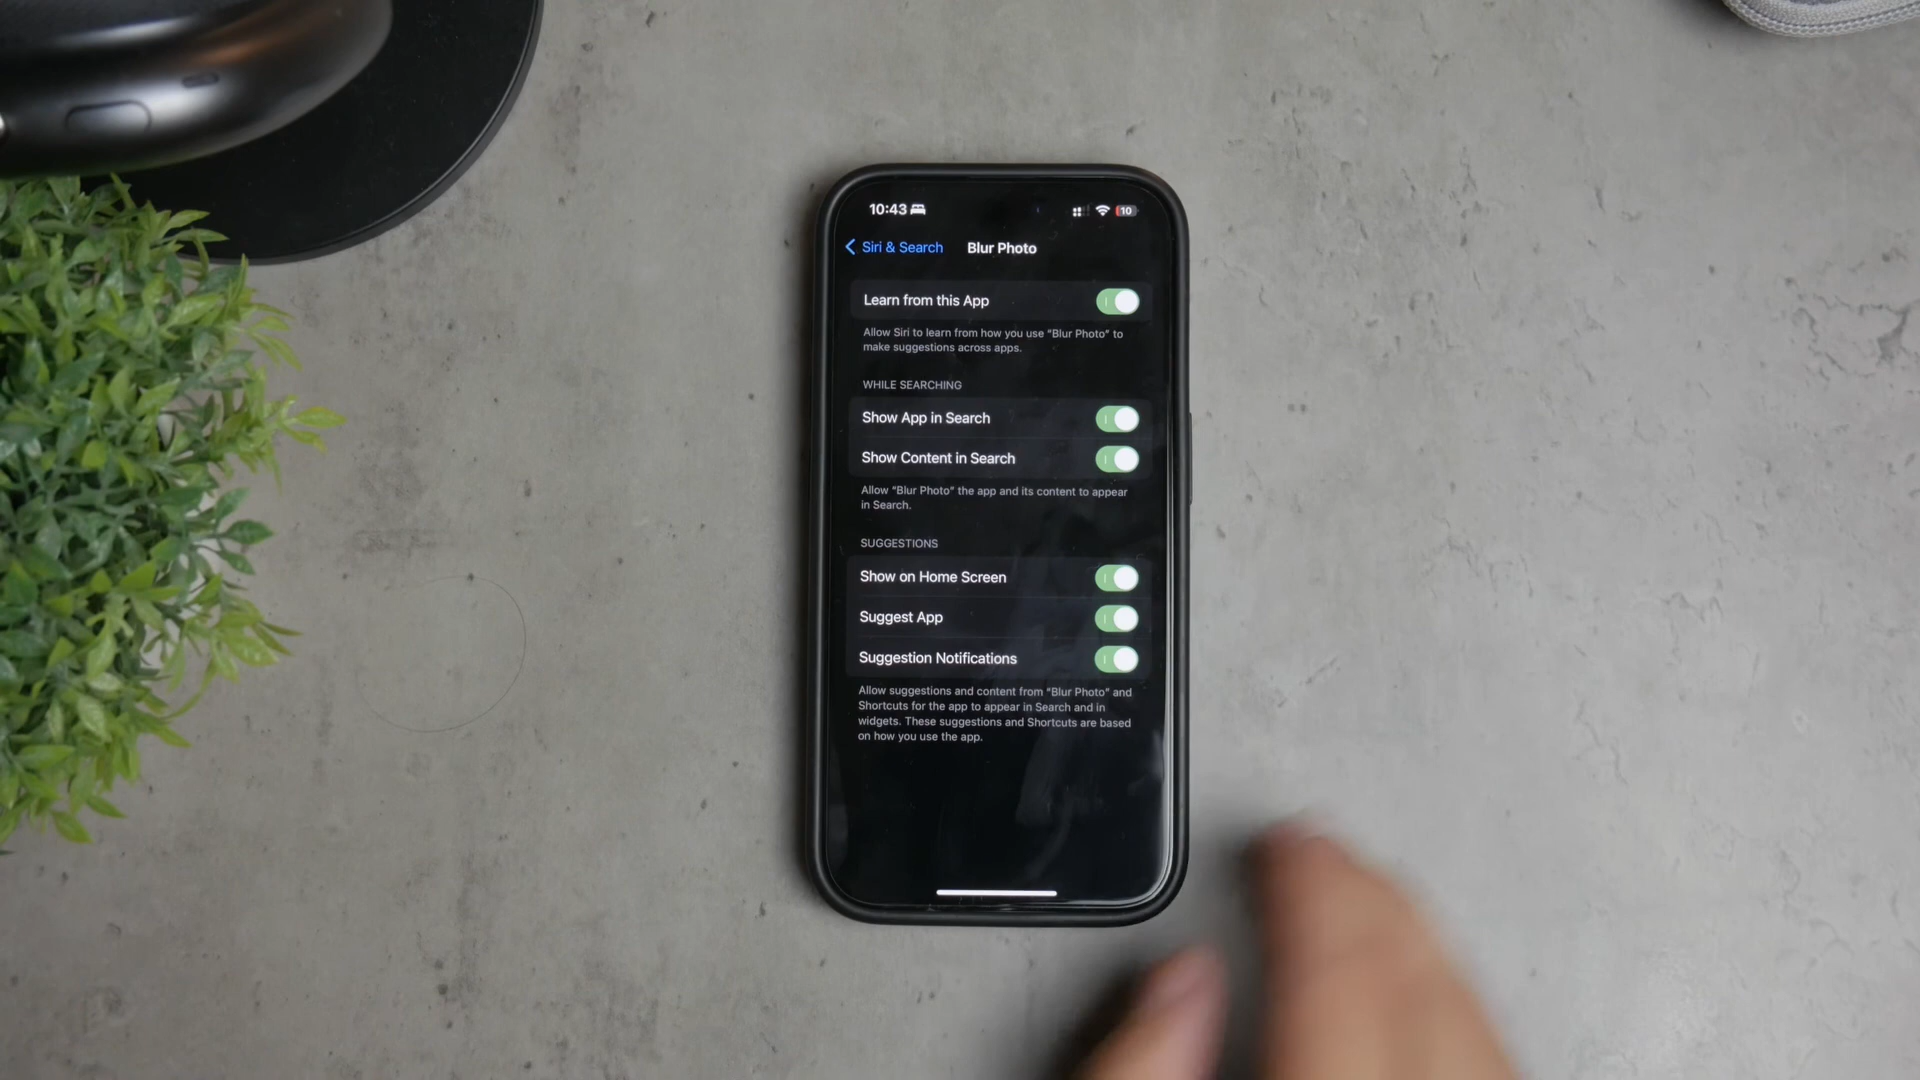 10:43
10
Siri & Search
Blur Photo
Learn from this App
Allow Siri to learn from how you use “Blur Photo” to
make suggestions across apps.
WHILE SEARCHING
Show App in Search
Show Content in Search
Allow “Blur Photo” the app and its content to appear
in Search.
SUGGESTIONS
Show on Home Screen
Suggest App
Suggestion Notifications
Allow suggestions and content from “Blur Photo” and
Shortcuts for the app to appear in Search and in
widgets. These suggestions and Shortcuts are based
on how you use the app.